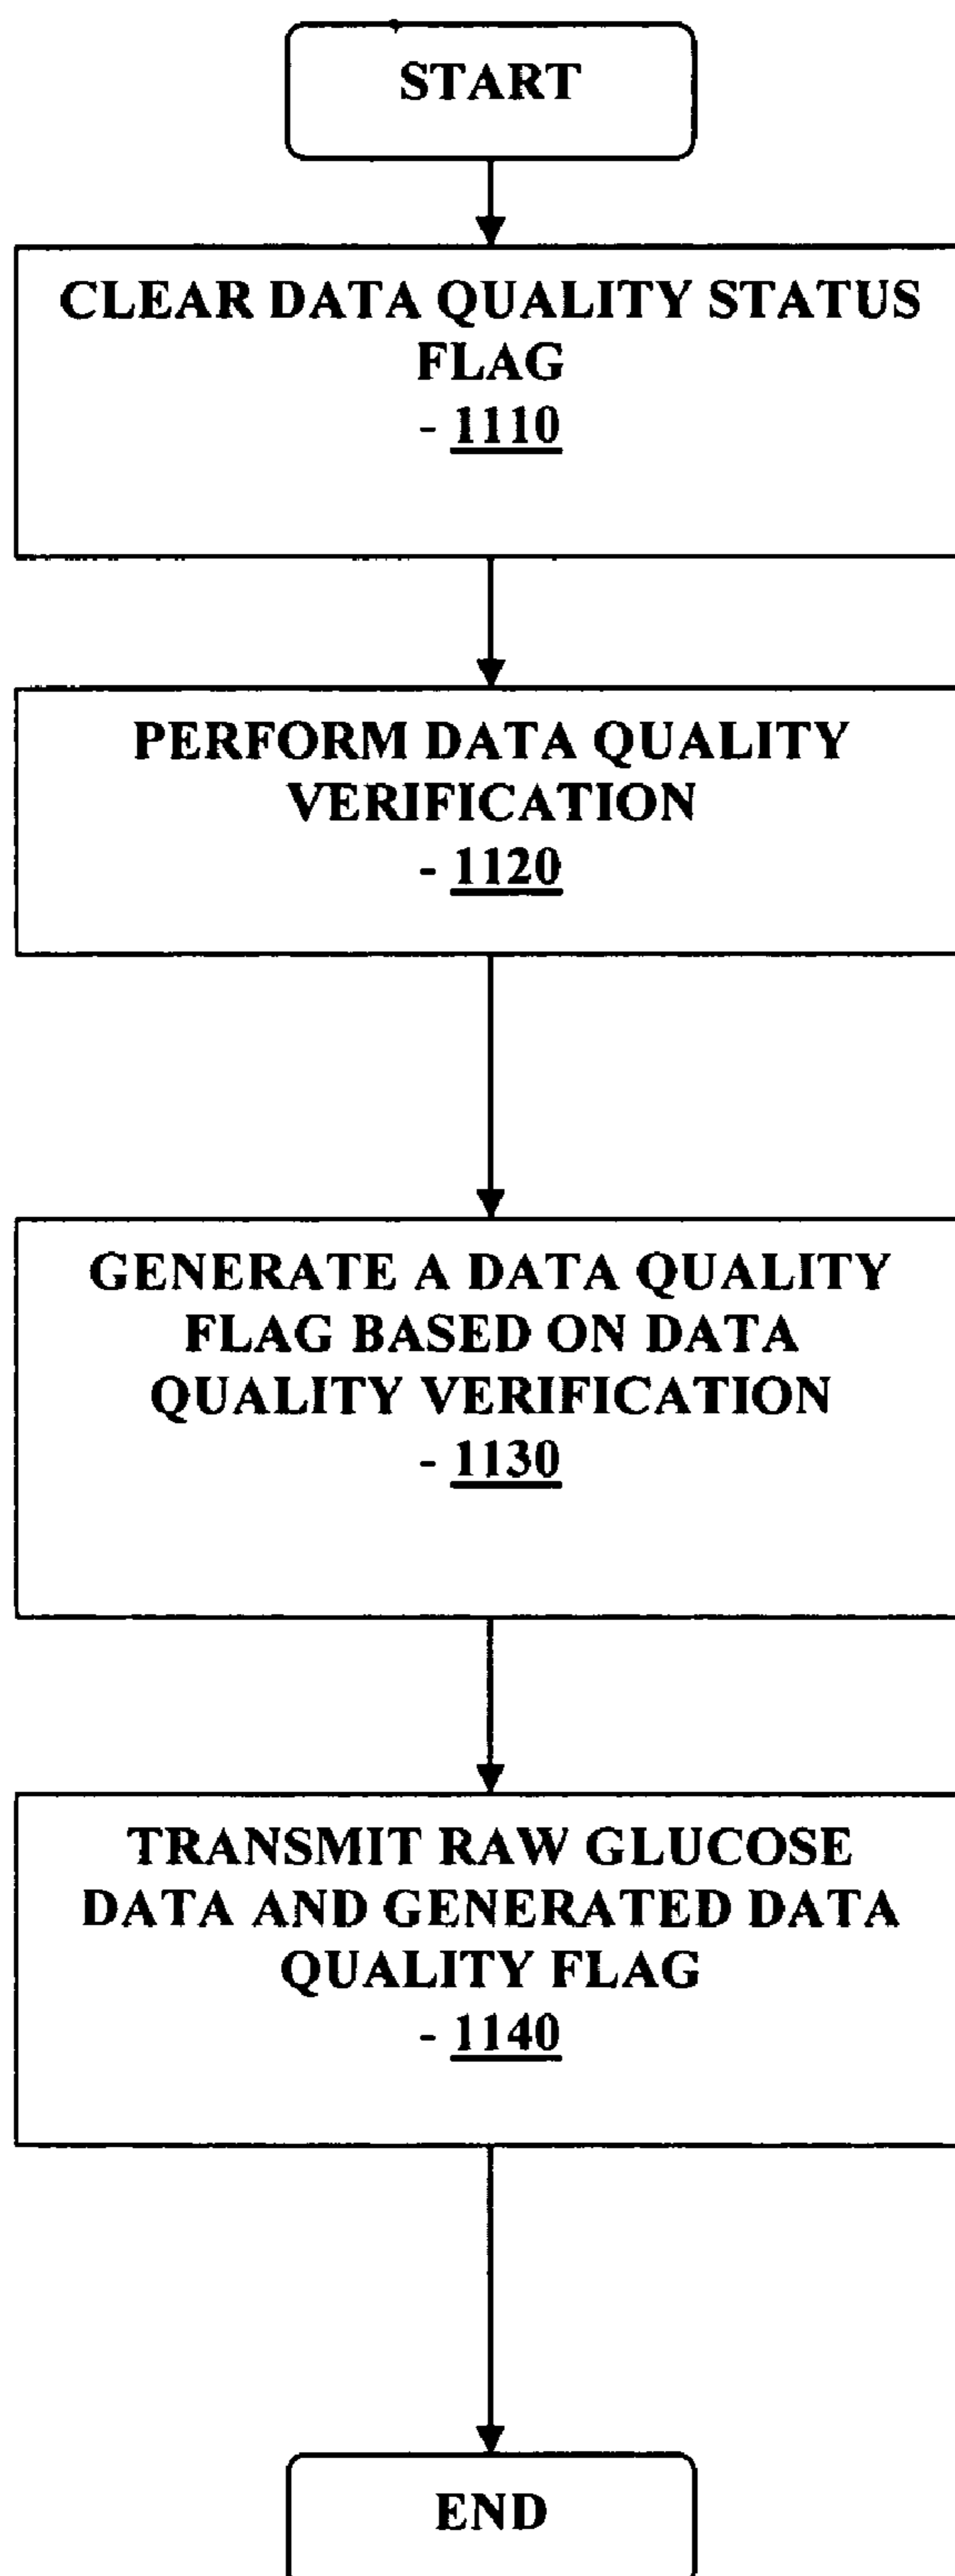 START
CLEAR DATA QUALITY STATUS
FLAG
- 1110
PERFORM DATA QUALITY
VERIFICATION
- 1120
GENERATE A DATA QUALITY
FLAG BASED ON DATA
QUALITY VERIFICATION
- 1130
TRANSMIT RAW GLUCOSE
DATA AND GENERATED DATA
QUALITY FLAG
- 1140
END